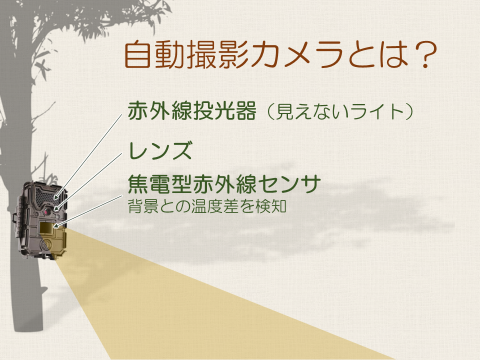 自動撮影カメラとは？
赤外線投光器（見えないライト）
レンズ
焦電型赤外線センサ
背景との温度差を検知